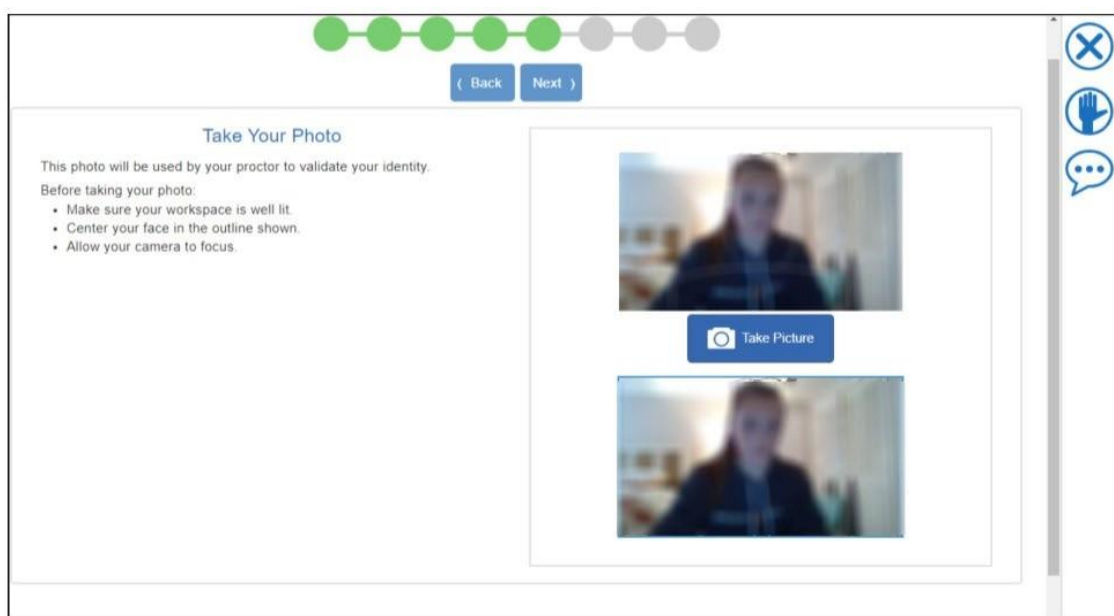 Back
Next
Take Your Photo
This photo will be used by your proctor to validate your identity.
Before taking your photo:
• Make sure your workspace is well lit.
• Center your face in the outline shown.
• Allow your camera to focus.
Take Picture